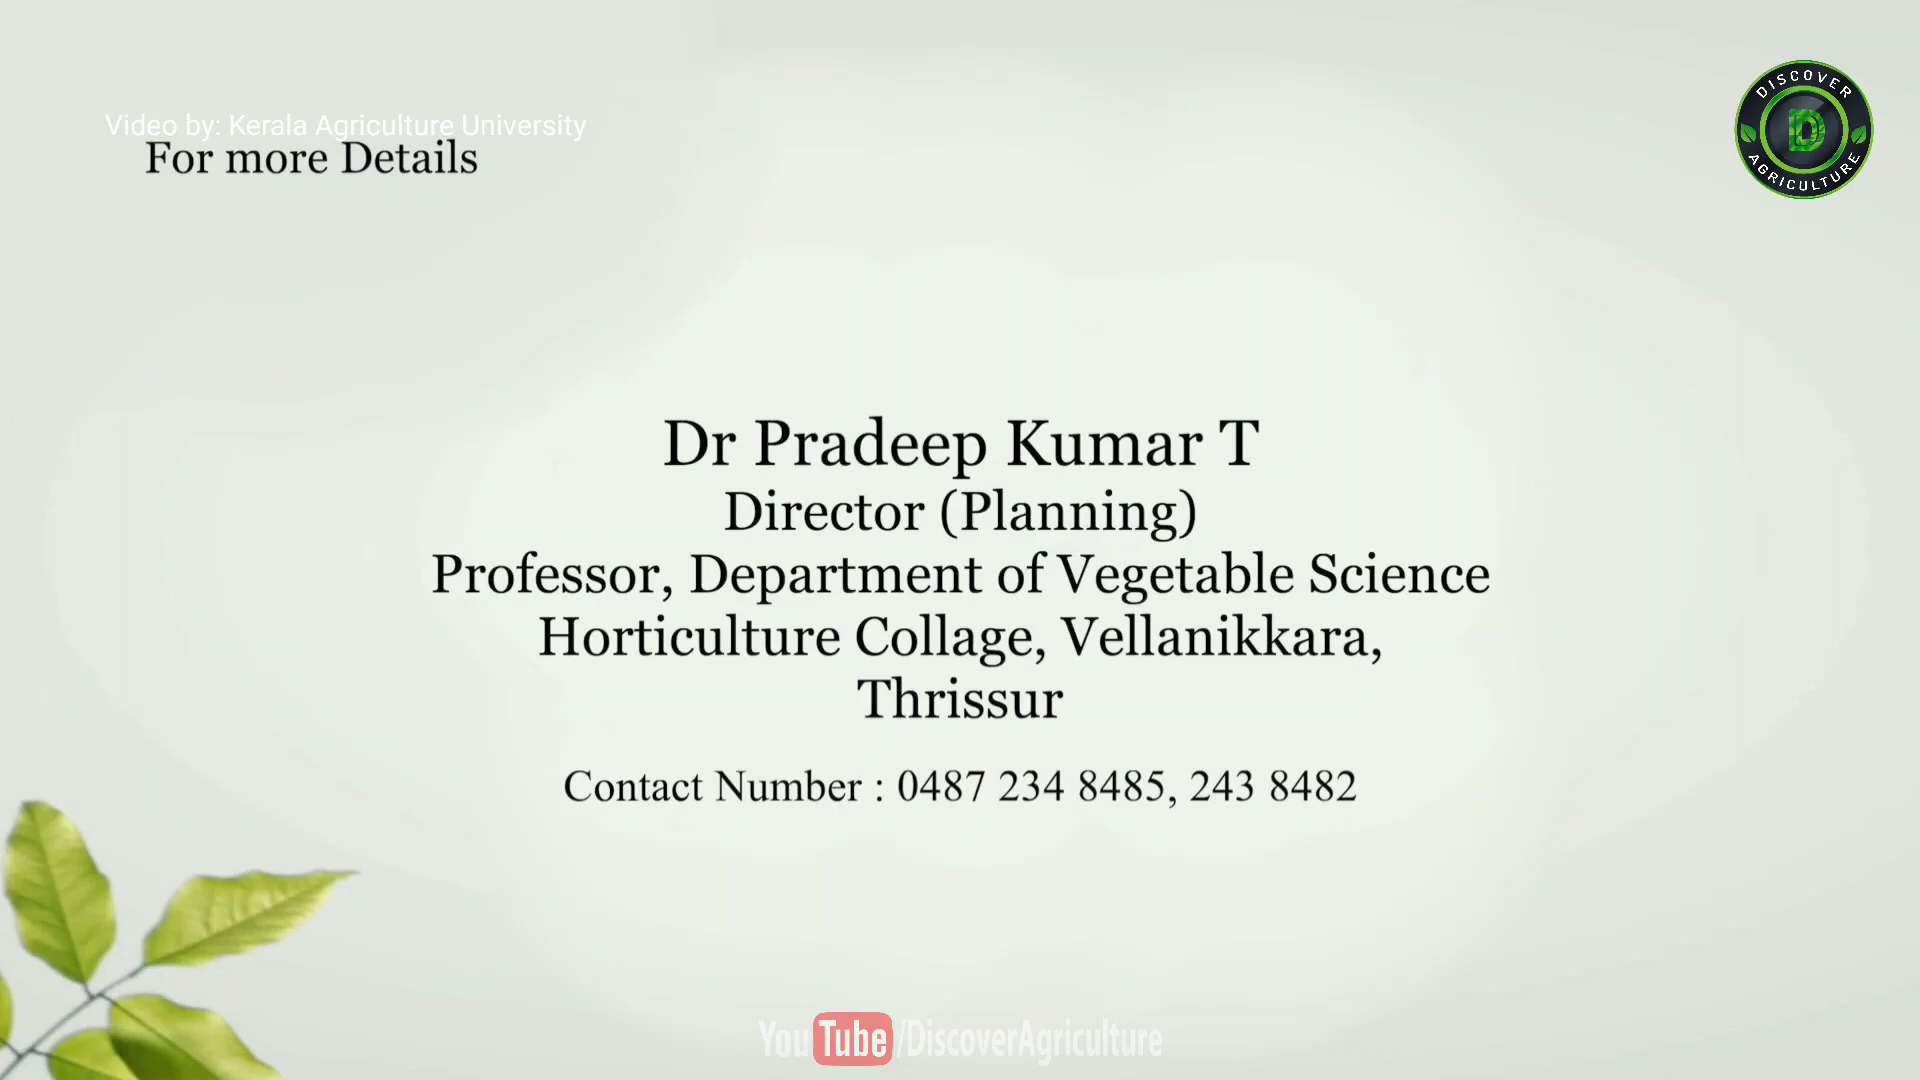 Video by: Kerala Agriculture University
For more Details
DISCOVER
D
AGRICULTURE
Dr Pradeep Kumar T
Director (Planning)
Professor, Department of Vegetable Science
Horticulture Collage, Vellanikkara,
Thrissur
Contact Number : 0487 234 8485, 243 8482
YouTube/DiscoverAgriculture